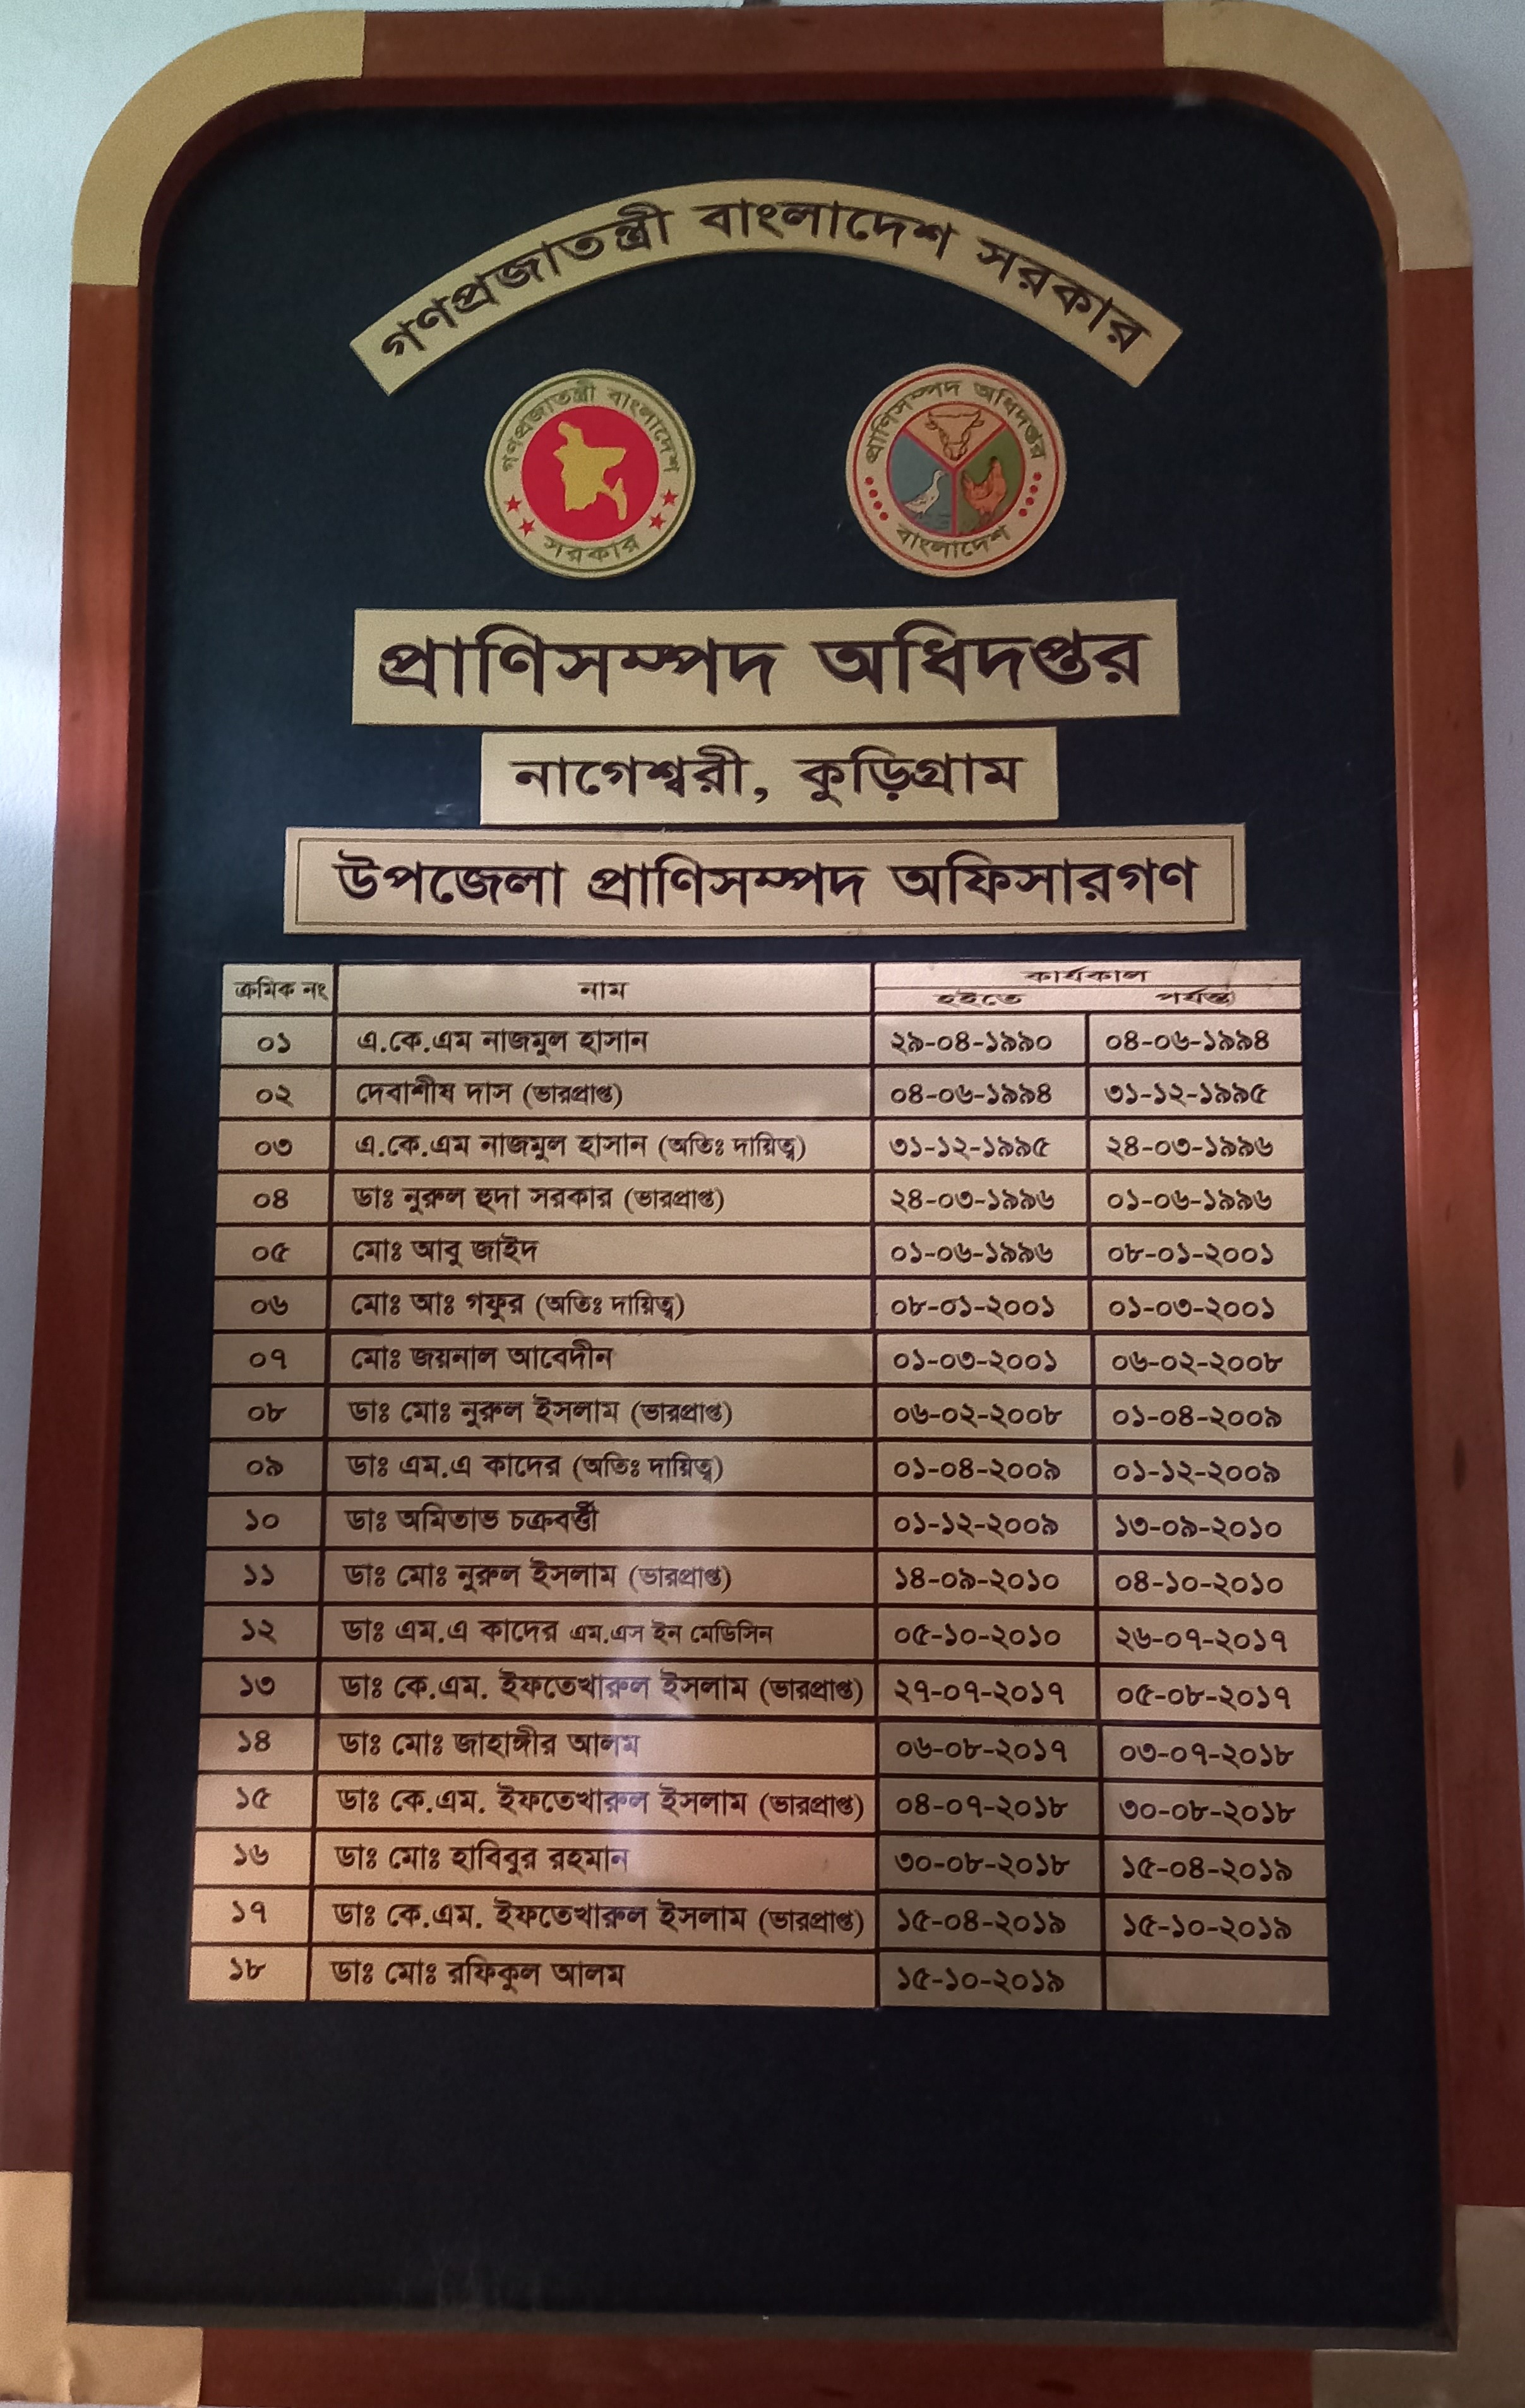 গণপ্রজাতন্ত্রী বাংলাদেশ সরকার
গণপ্রজাতন্ত্রী বাংলাদেশ
সরকার
প্রাণিসম্পদ অধিদপ্তর
বাংলাদেশ
প্রাণিসম্পদ অধিদপ্তর
নাগেশ্বরী, কুড়িগ্রাম
উপজেলা প্রাণিসম্পদ অফিসারগণ
ক্রমিক নং নাম কার্যকাল
হইতে পর্যন্ত
০১ এ.কে.এম নাজমুল হাসান ২৯-০৪-১৯৯০ ০৪-০৬-১৯৯৪
০২ দেবাশীষ দাস (ভারপ্রাপ্ত) ০৪-০৬-১৯৯৪ ৩১-১২-১৯৯৫
০৩ এ.কে.এম নাজমুল হাসান (অতিঃ দায়িত্ব) ৩১-১২-১৯৯৫ ২৪-০৩-১৯৯৬
০৪ ডাঃ নুরুল হুদা সরকার (ভারপ্রাপ্ত) ২৪-০৩-১৯৯৬ ০১-০৬-১৯৯৬
০৫ মোঃ আবু জাইদ ০১-০৬-১৯৯৬ ০৮-০১-২০০১
০৬ মোঃ আঃ গফুর (অতিঃ দায়িত্ব) ০৮-০১-২০০১ ০১-০৩-২০০১
০৭ মোঃ জয়নাল আবেদীন ০১-০৩-২০০১ ০৬-০২-২০০৮
০৮ ডাঃ মোঃ নুরুল ইসলাম (ভারপ্রাপ্ত) ০৬-০২-২০০৮ ০১-০৪-২০০৯
০৯ ডাঃ এম.এ কাদের (অতিঃ দায়িত্ব) ০১-০৪-২০০৯ ০১-১২-২০০৯
১০ ডাঃ অমিতাভ চক্রবর্ত্তী ০১-১২-২০০৯ ১৩-০৯-২০১০
১১ ডাঃ মোঃ নুরুল ইসলাম (ভারপ্রাপ্ত) ১৪-০৯-২০১০ ০৪-১০-২০১০
১২ ডাঃ এম.এ কাদের এম.এস ইন মেডিসিন ০৫-১০-২০১০ ২৬-০৭-২০১৭
১৩ ডাঃ কে.এম. ইফতেখারুল ইসলাম (ভারপ্রাপ্ত) ২৭-০৭-২০১৭ ০৫-০৮-২০১৭
১৪ ডাঃ মোঃ জাহাঙ্গীর আলম ০৬-০৮-২০১৭ ০৩-০৭-২০১৮
১৫ ডাঃ কে.এম. ইফতেখারুল ইসলাম (ভারপ্রাপ্ত) ০৪-০৭-২০১৮ ৩০-০৮-২০১৮
১৬ ডাঃ মোঃ হাবিবুর রহমান ৩০-০৮-২০১৮ ১৫-০৪-২০১৯
১৭ ডাঃ কে.এম. ইফতেখারুল ইসলাম (ভারপ্রাপ্ত) ১৫-০৪-২০১৯ ১৫-১০-২০১৯
১৮ ডাঃ মোঃ রফিকুল আলম ১৫-১০-২০১৯